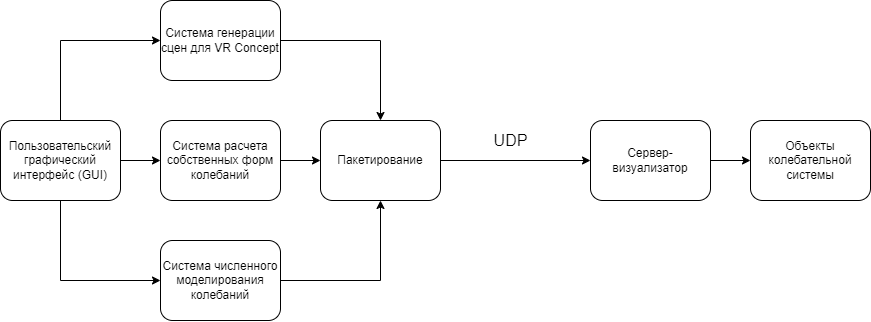 Система генерации
сцен для VR Concept
Пользовательский
графический
интерфейс (GUI)
Система расчета
собственных форм
колебаний
Пакетирование
UDP
Сервер-
визуализатор
Объекты
колебательной
системы
Система численного
моделирования
колебаний